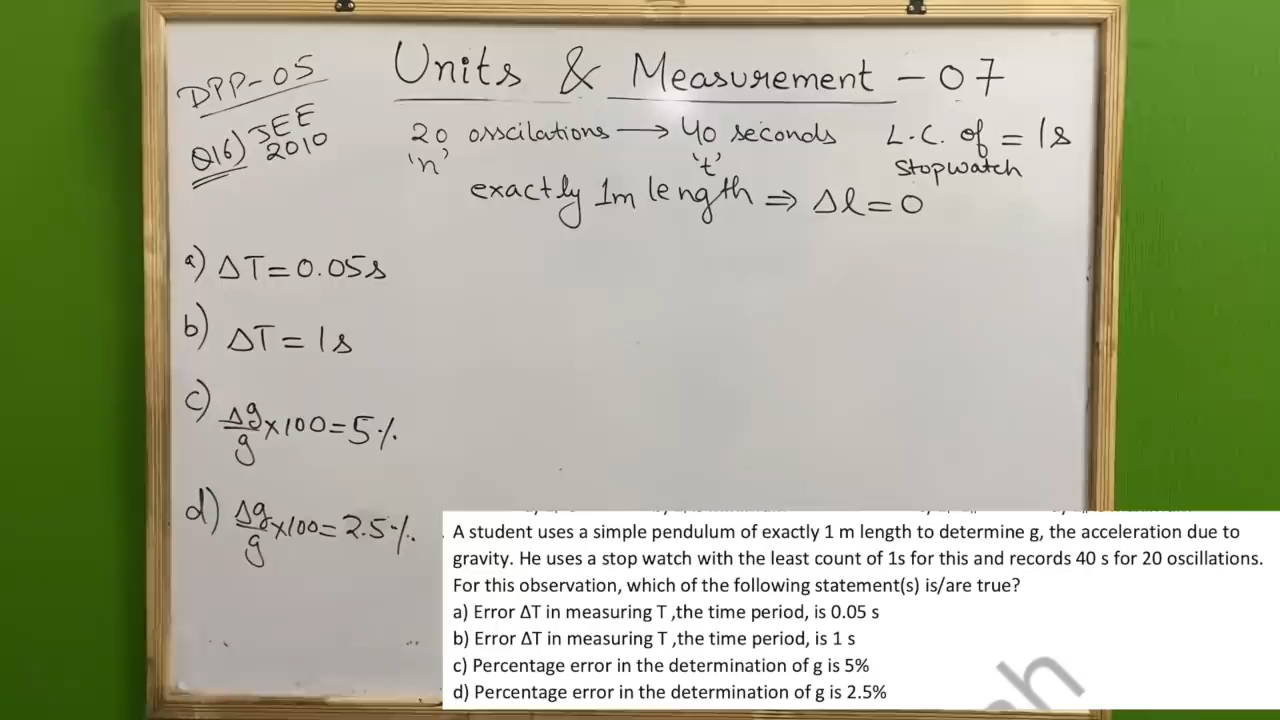 DPP-05
Units & Measurement - 07
Q16) JEE 2010
20 osscilations → 40 seconds L.C. of = 1s
'n' 't' stopwatch
exactly 1m length ⇒ Δl = 0
a) ΔT = 0.05s
b) ΔT = 1s
c) Δg/g × 100 = 5%
d) Δg/g × 100 = 2.5%
A student uses a simple pendulum of exactly 1 m length to determine g, the acceleration due to
gravity. He uses a stop watch with the least count of 1s for this and records 40 s for 20 oscillations.
For this observation, which of the following statement(s) is/are true?
a) Error ΔT in measuring T ,the time period, is 0.05 s
b) Error ΔT in measuring T ,the time period, is 1 s
c) Percentage error in the determination of g is 5%
d) Percentage error in the determination of g is 2.5%